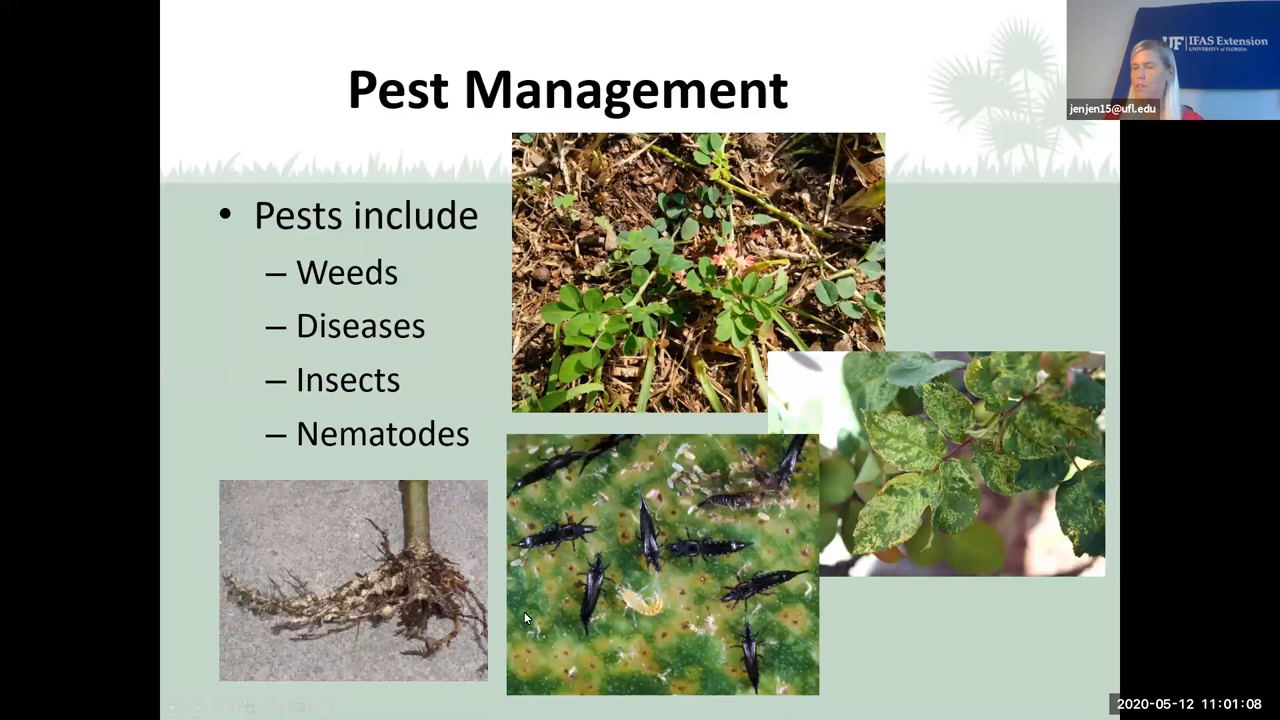 Pest Management
UF IFAS Extension
UNIVERSITY of FLORIDA
jenjen15@ufl.edu
• Pests include
– Weeds
– Diseases
– Insects
– Nematodes
2020-05-12 11:01:08